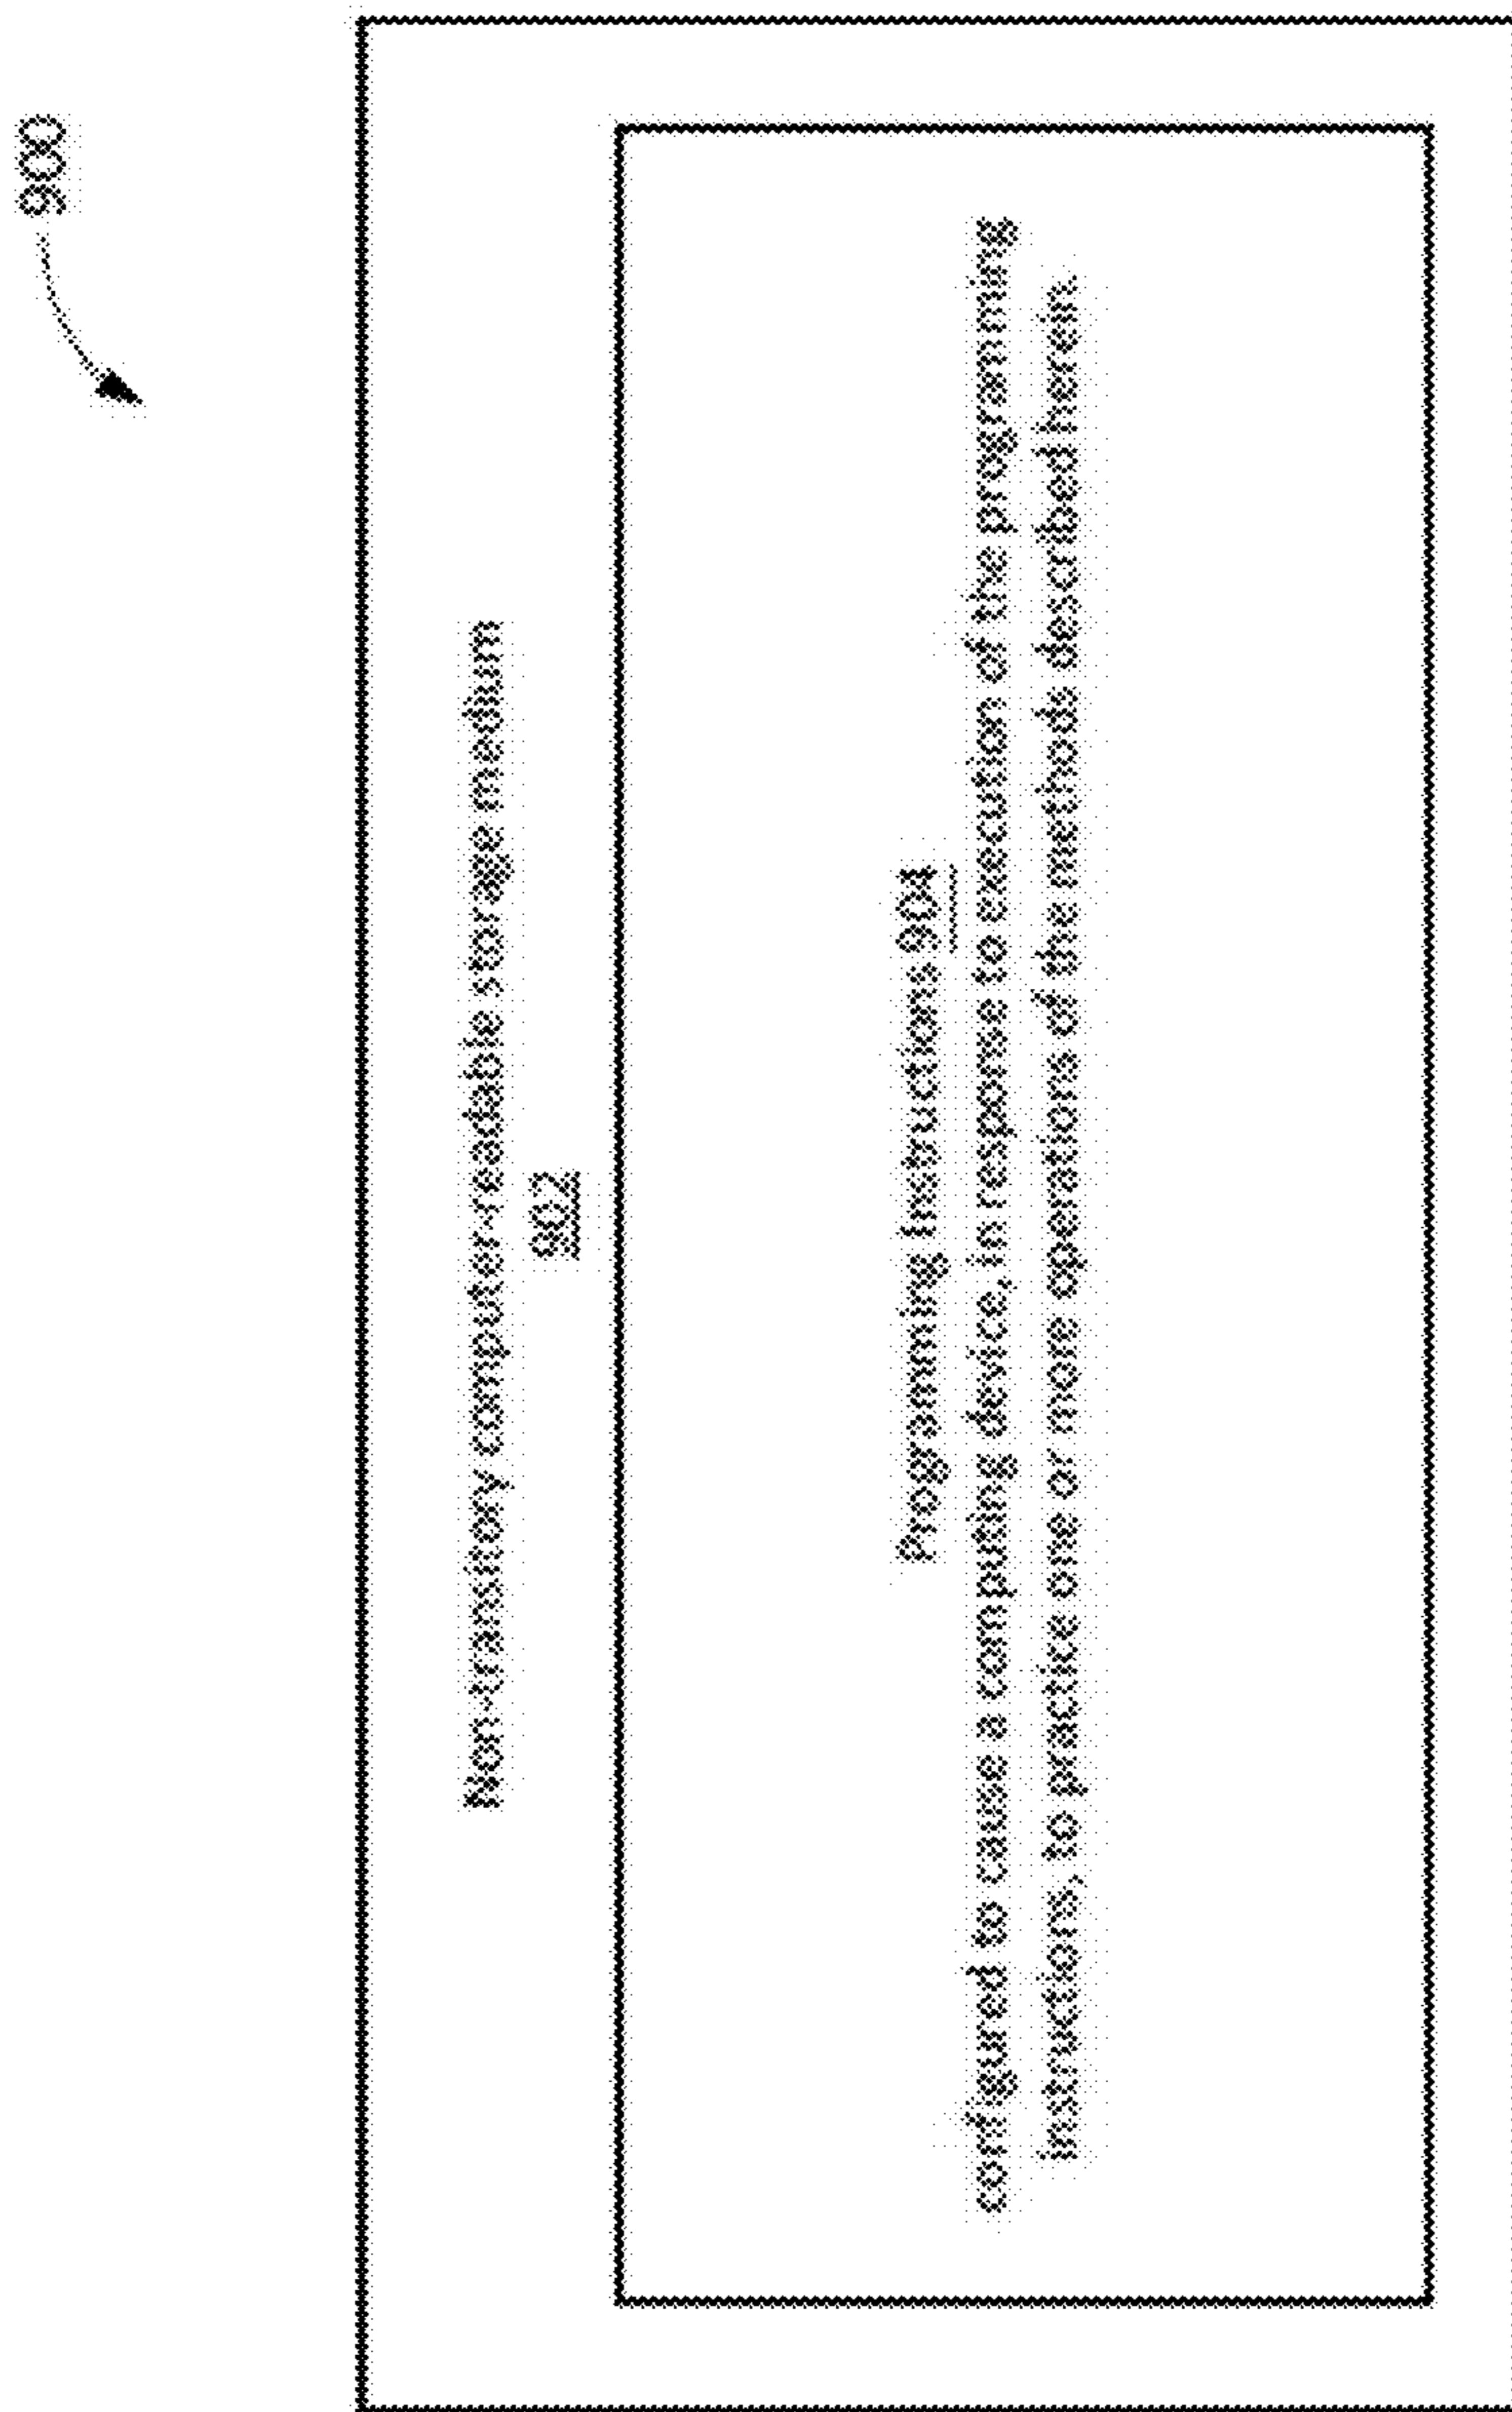 900
Non-transitory computer-readable storage medium
902
Programming Instructions 904
configured to cause a computing device, in response to execution of the programming
instructions, to practice one or more operations of the methods described herein.